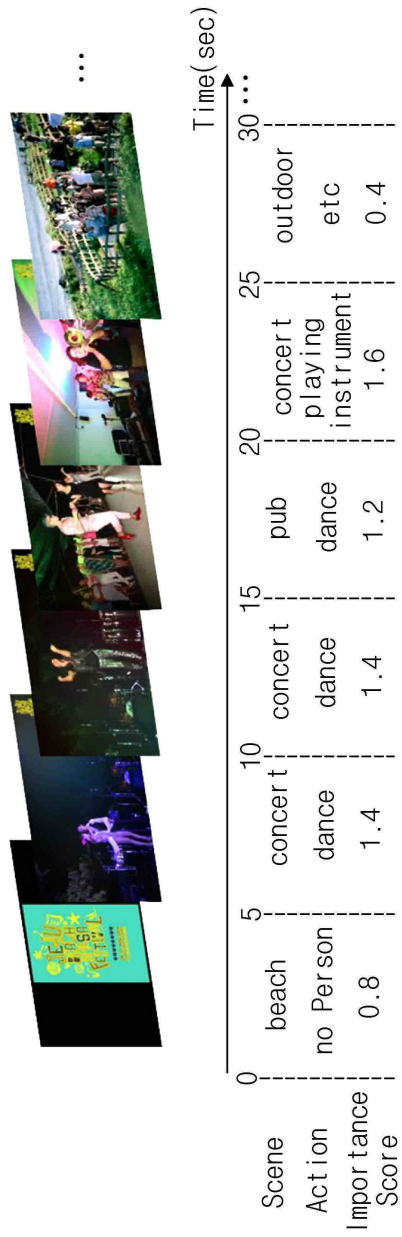 ...
Time(sec)
0 5 10 15 20 25 30 ...
Scene beach concert concert pub concert outdoor
Action no Person dance dance dance playing instrument etc
Importance Score 0.8 1.4 1.4 1.2 1.6 0.4